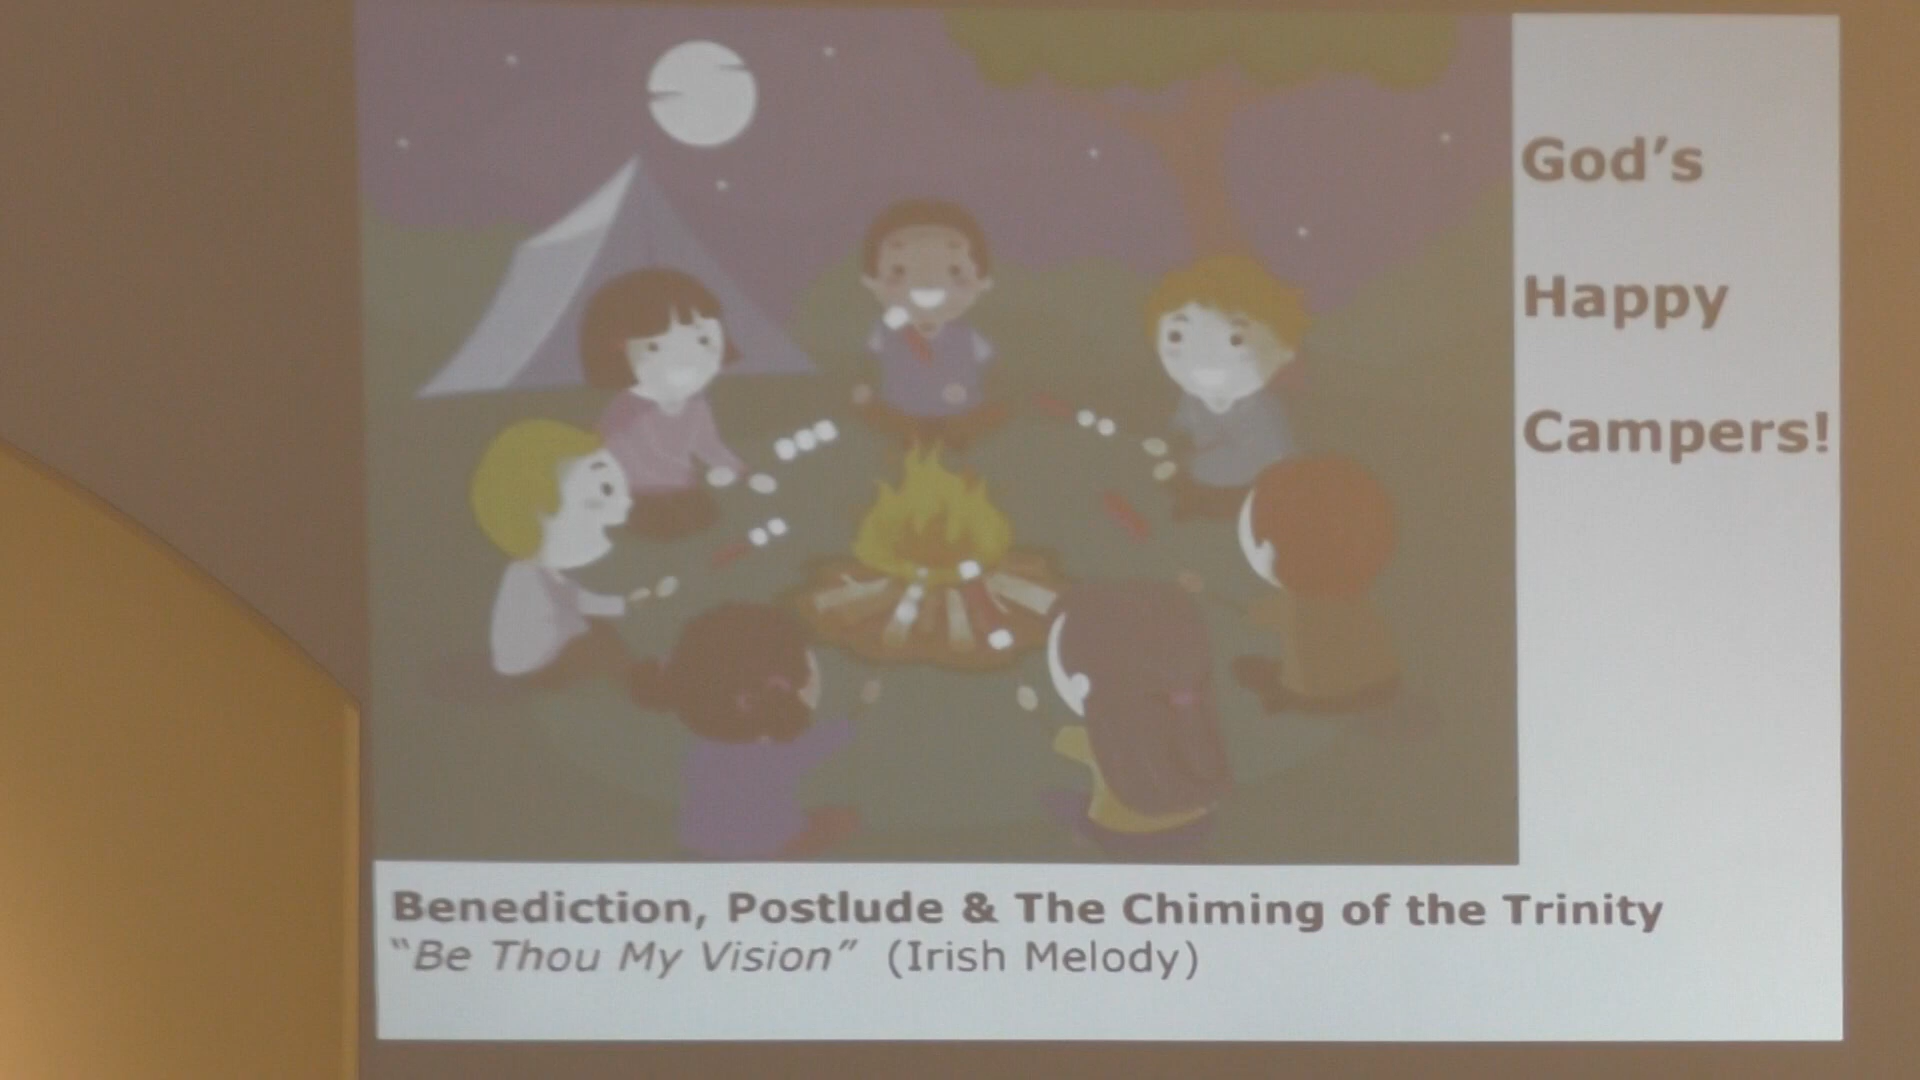 God's
Happy
Campers!
Benediction, Postlude & The Chiming of the Trinity
“Be Thou My Vision” (Irish Melody)